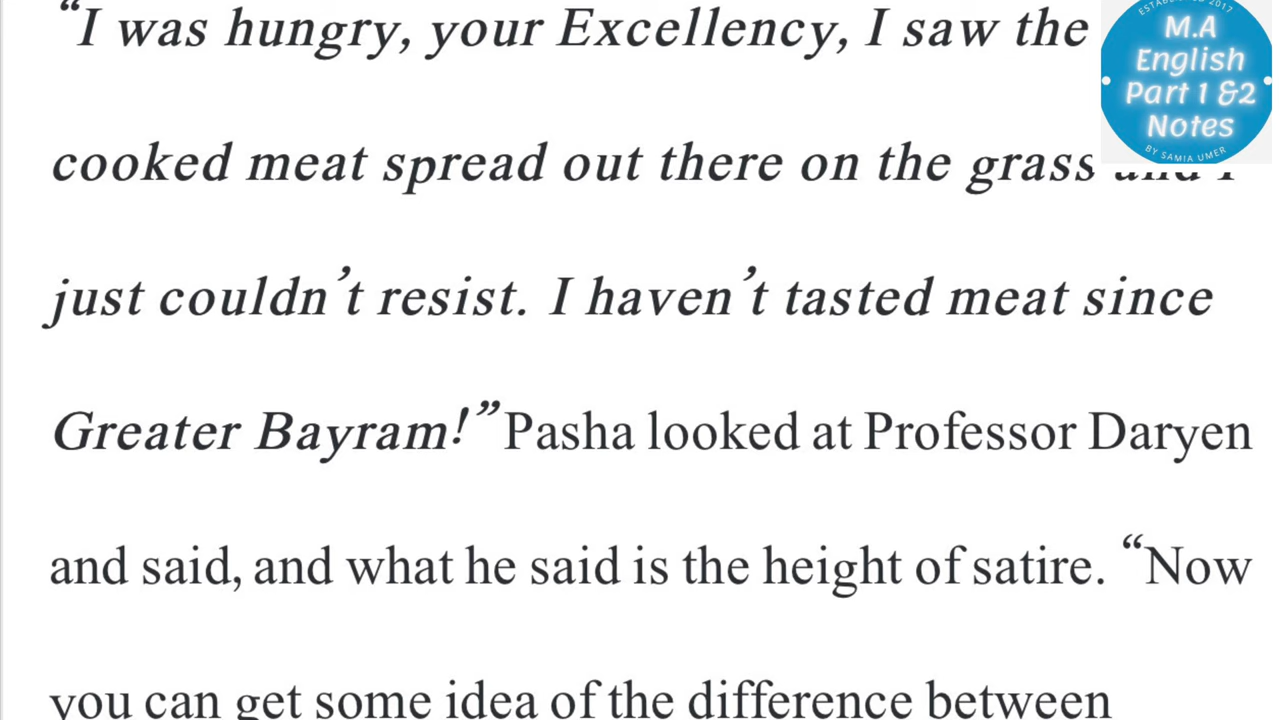 “I was hungry, your Excellency, I saw the
cooked meat spread out there on the grass
just couldn’t resist. I haven’t tasted meat since
Greater Bayram!” Pasha looked at Professor Daryen
and said, and what he said is the height of satire. “Now
you can get some idea of the difference between
2017
M.A
English
Part 1 &2
Notes
BY SAMIA UMER